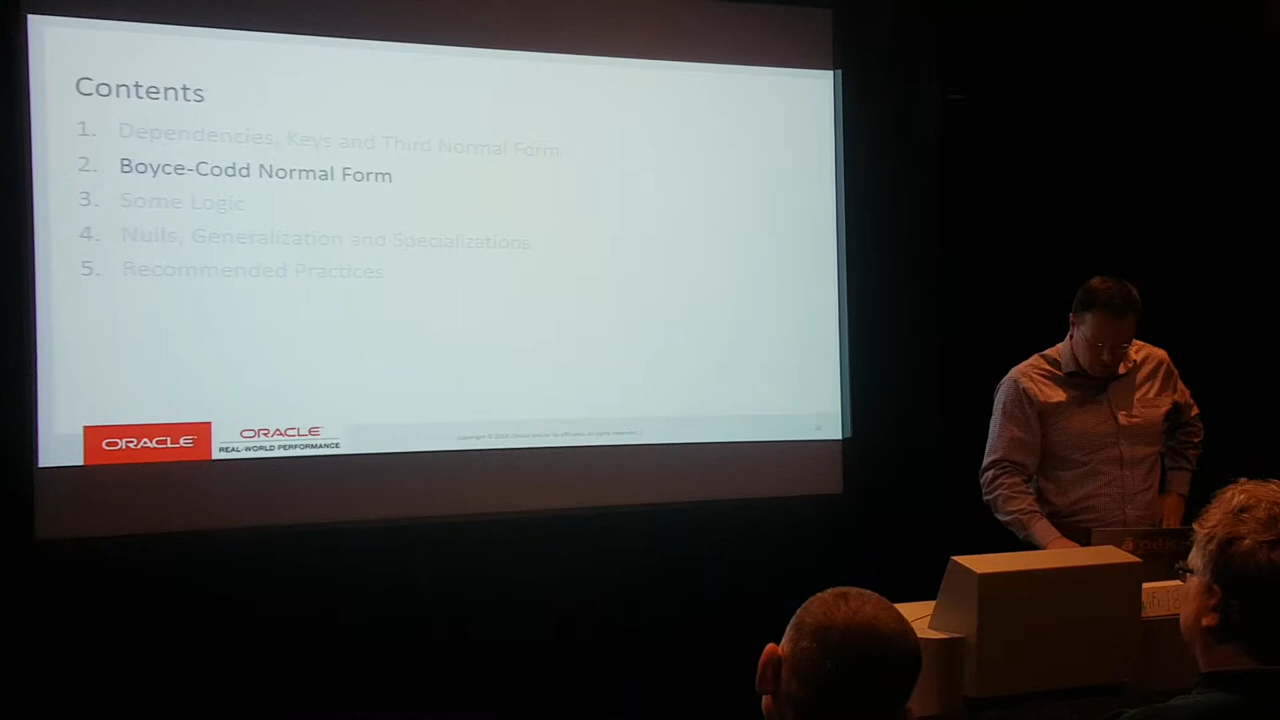 Contents
1. Dependencies, Keys and Third Normal Form
2. Boyce-Codd Normal Form
3. Some Logic
4. Nulls, Generalization and Specializations
5. Recommended Practices
ORACLE
ORACLE
REAL-WORLD PERFORMANCE